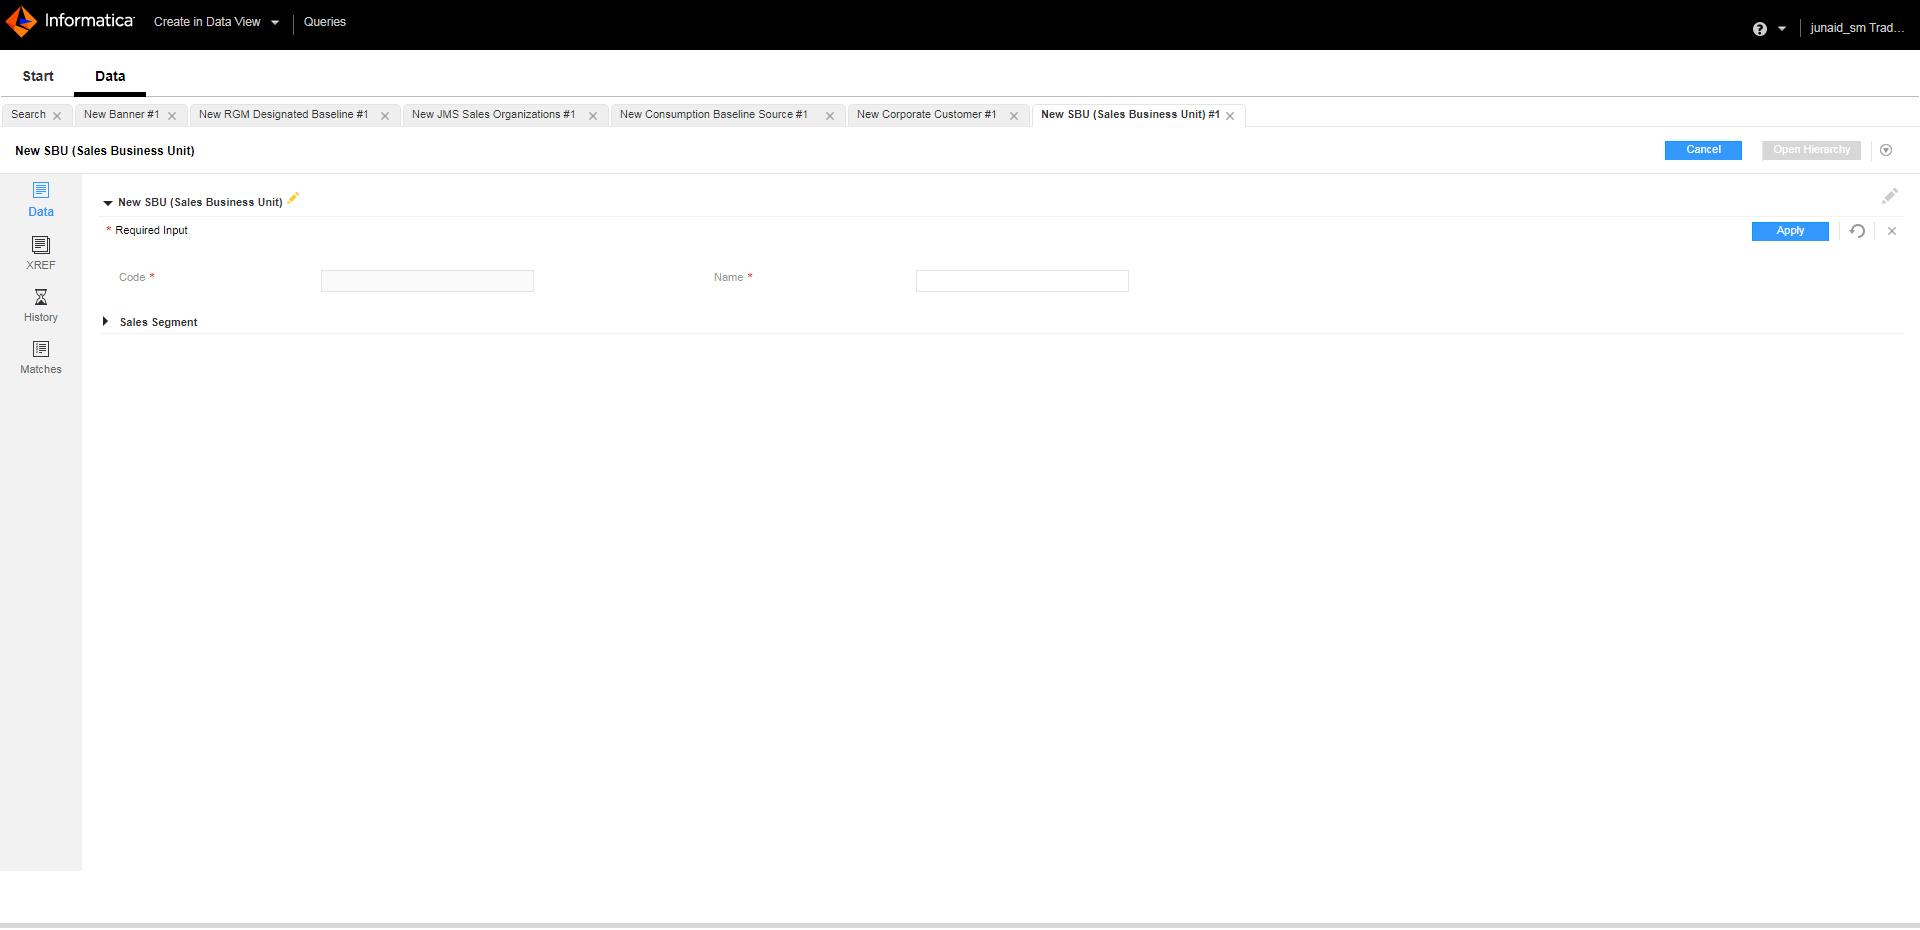 Informatica Create in Data View Queries junaid_sm Trad...
Start Data
Search New Banner #1 New RGM Designated Baseline #1 New JMS Sales Organizations #1 New Consumption Baseline Source #1 New Corporate Customer #1 New SBU (Sales Business Unit) #1
New SBU (Sales Business Unit) Cancel Open Hierarchy
Data
XREF
History
Matches
New SBU (Sales Business Unit)
* Required Input Apply
Code * Name *
Sales Segment